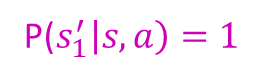 P(s′₁|s, a) = 1